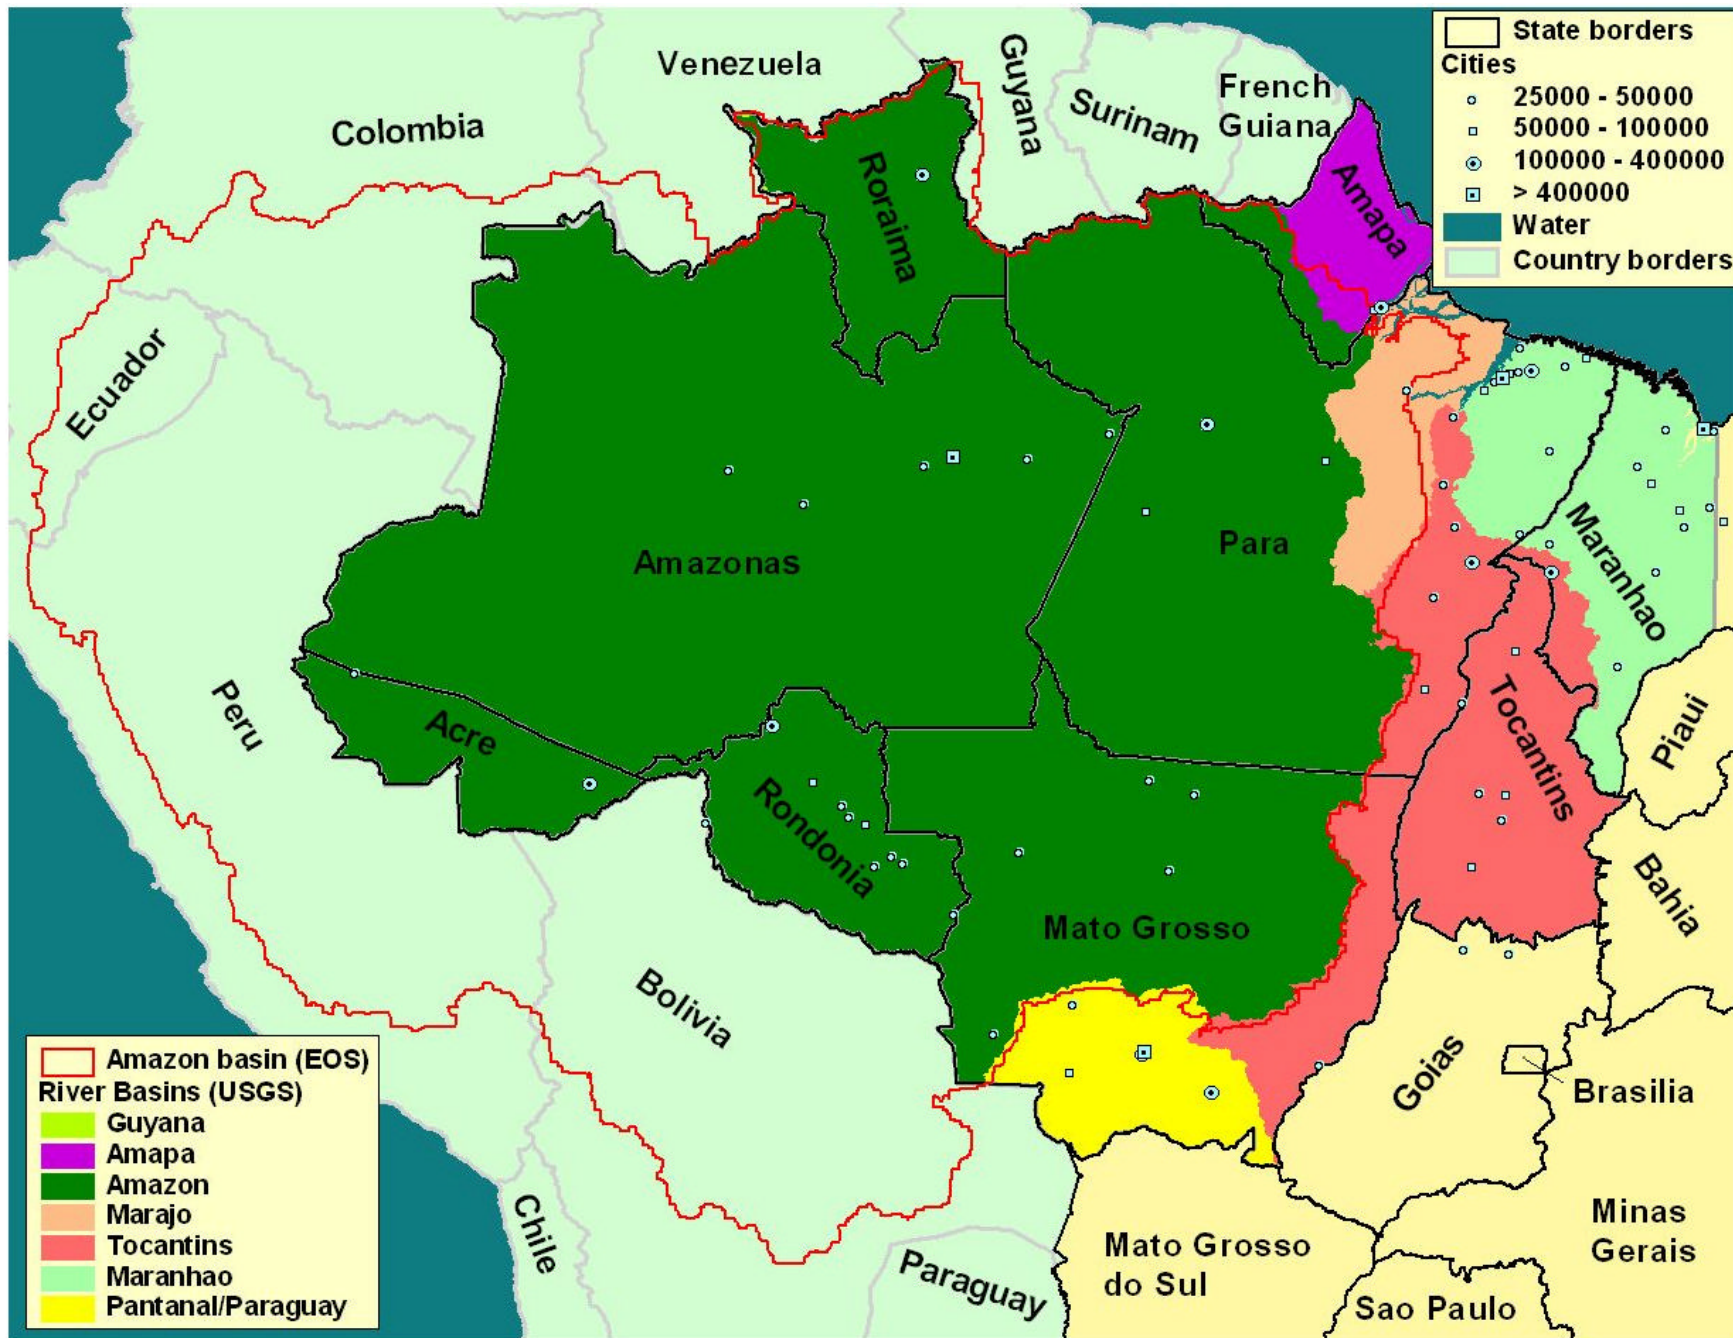 State borders
Cities
25000 - 50000
50000 - 100000
100000 - 400000
> 400000
Water
Country borders
Venezuela
Guyana
Surinam
French
Guiana
Colombia
Roraima
Amapa
Ecuador
Amazonas
Para
Maranhao
Peru
Acre
Rondonia
Tocantins
Piaui
Mato Grosso
Bahia
Bolivia
Goias
Brasilia
Minas
Gerais
Chile
Paraguay
Mato Grosso
do Sul
Sao Paulo
Amazon basin (EOS)
River Basins (USGS)
Guyana
Amapa
Amazon
Marajo
Tocantins
Maranhao
Pantanal/Paraguay